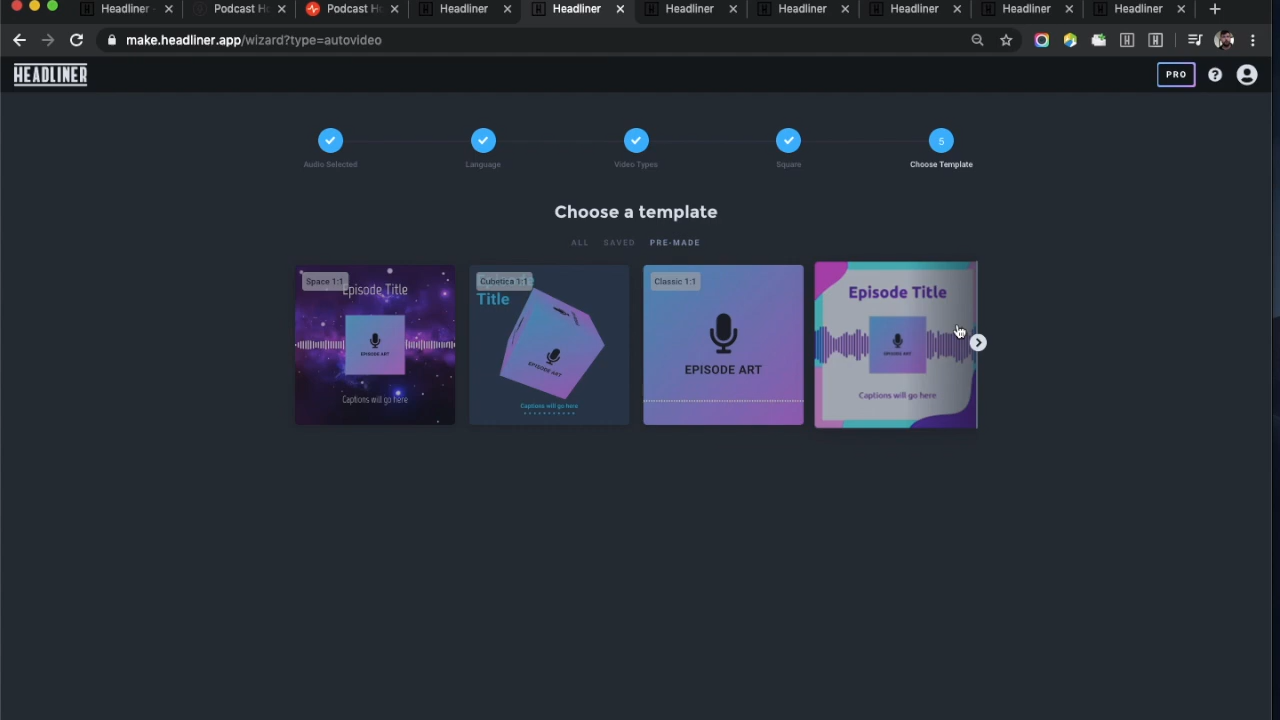 Headliner
Podcast Ho
Podcast Ho
Headliner
Headliner
Headliner
Headliner
Headliner
Headliner
Headliner
make.headliner.app/wizard?type=autovideo
HEADLINER
PRO
?
5
Audio Selected
Language
Video Types
Square
Choose Template
Choose a template
ALL
SAVED
PRE-MADE
Space 1:1
Episode Title
EPISODE ART
Captions will go here
Cubetica 1:1
Title
EPISODE ART
Captions will go here
Classic 1:1
EPISODE ART
Episode Title
EPISODE ART
Captions will go here